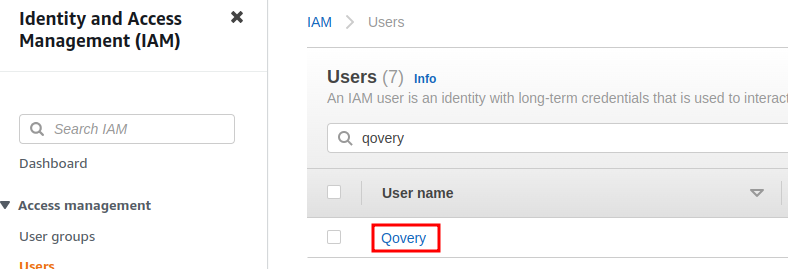 Identity and Access
Management (IAM)
Search IAM
Dashboard
Access management
User groups
Users
IAM > Users
Users (7) Info
An IAM user is an identity with long-term credentials that is used to interact
qovery
User name
Qovery